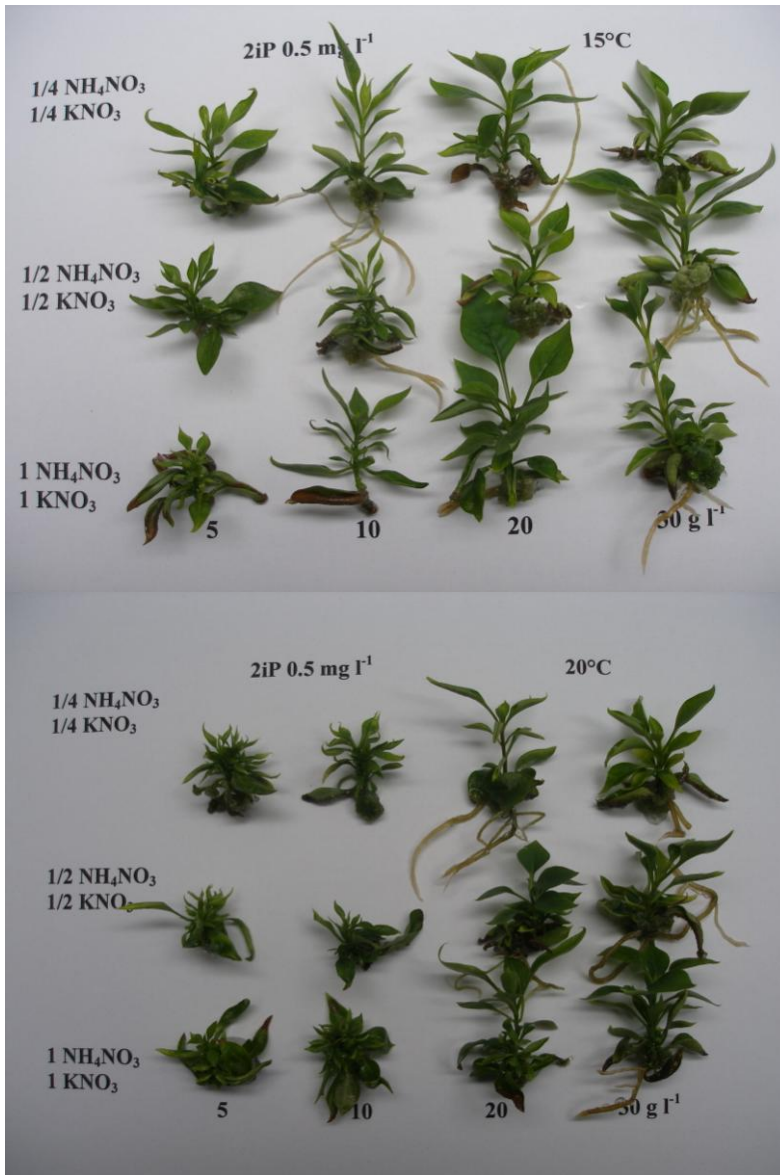 2iP 0.5 mg l⁻¹ 15°C
1/4 NH₄NO₃
1/4 KNO₃
1/2 NH₄NO₃
1/2 KNO₃
1 NH₄NO₃
1 KNO₃
5 10 20 30 g l⁻¹
2iP 0.5 mg l⁻¹ 20°C
1/4 NH₄NO₃
1/4 KNO₃
1/2 NH₄NO₃
1/2 KNO₃
1 NH₄NO₃
1 KNO₃
5 10 20 30 g l⁻¹